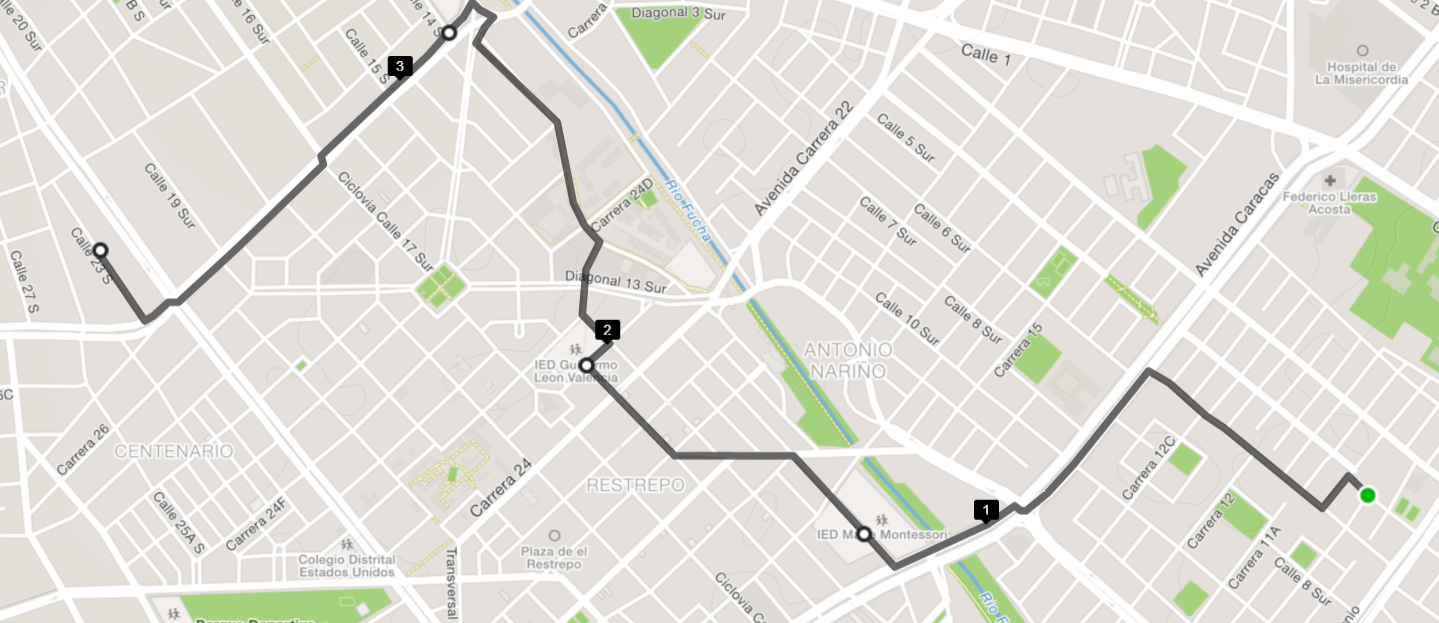 Calle 20 Sur
B S
Calle 16 Sur
Calle 15 S
Calle 14 S
Carrera
Diagonal 3 Sur
Calle 1
Hospital de
La Misericordia
3
Avenida Carrera 22
Calle 5 Sur
Federico Lleras
Acosta
Avenida Caracas
Calle 19 Sur
Ciclovia Calle 17 Sur
Carrera 24D
Río Fucha
Calle 7 Sur
Calle 6 Sur
Calle 23 S
Calle 27 S
Diagonal 13 Sur
Calle 10 Sur
Calle 8 Sur
Carrera 15
2
IED Guillermo
Leon Valencia
ANTONIO
NARIÑO
6C
Carrera 26
CENTENARIO
Carrera 24
RESTREPO
Carrera 12C
Calle 25A S
Carrera 24F
1
IED María Montessori
Carrera 12
Carrera 11A
Calle 8 Sur
Colegio Distrital
Estados Unidos
Plaza de el
Restrepo
Transversal
Ciclovia C
Río F
Parque Deportivo